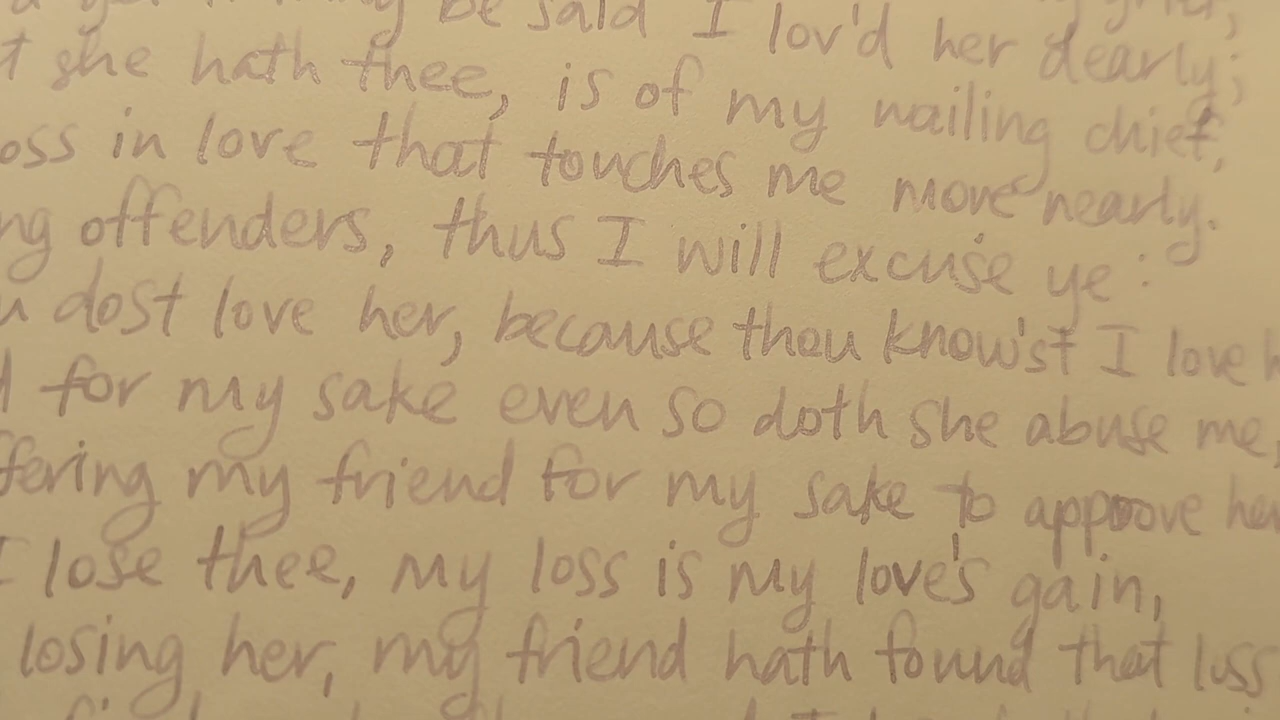 be said I lov'd her dearly;
she hath thee, is of my wailing chief,
oss in love that touches me more nearly.
ng offenders, thus I will excuse ye:
u dost love her, because thou know'st I love
for my sake even so doth she abuse me,
fering my friend for my sake to approve her
I lose thee, my loss is my love's gain,
losing her, my friend hath found that loss